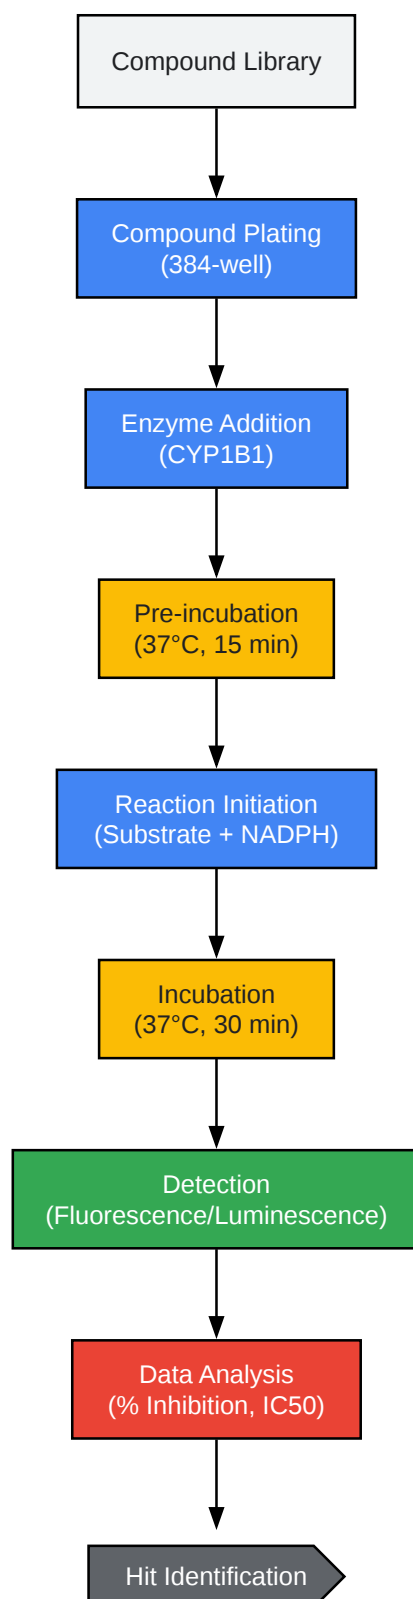 Compound Library
Compound Plating
(384-well)
Enzyme Addition
(CYP1B1)
Pre-incubation
(37°C, 15 min)
Reaction Initiation
(Substrate + NADPH)
Incubation
(37°C, 30 min)
Detection
(Fluorescence/Luminescence)
Data Analysis
(% Inhibition, IC50)
Hit Identification